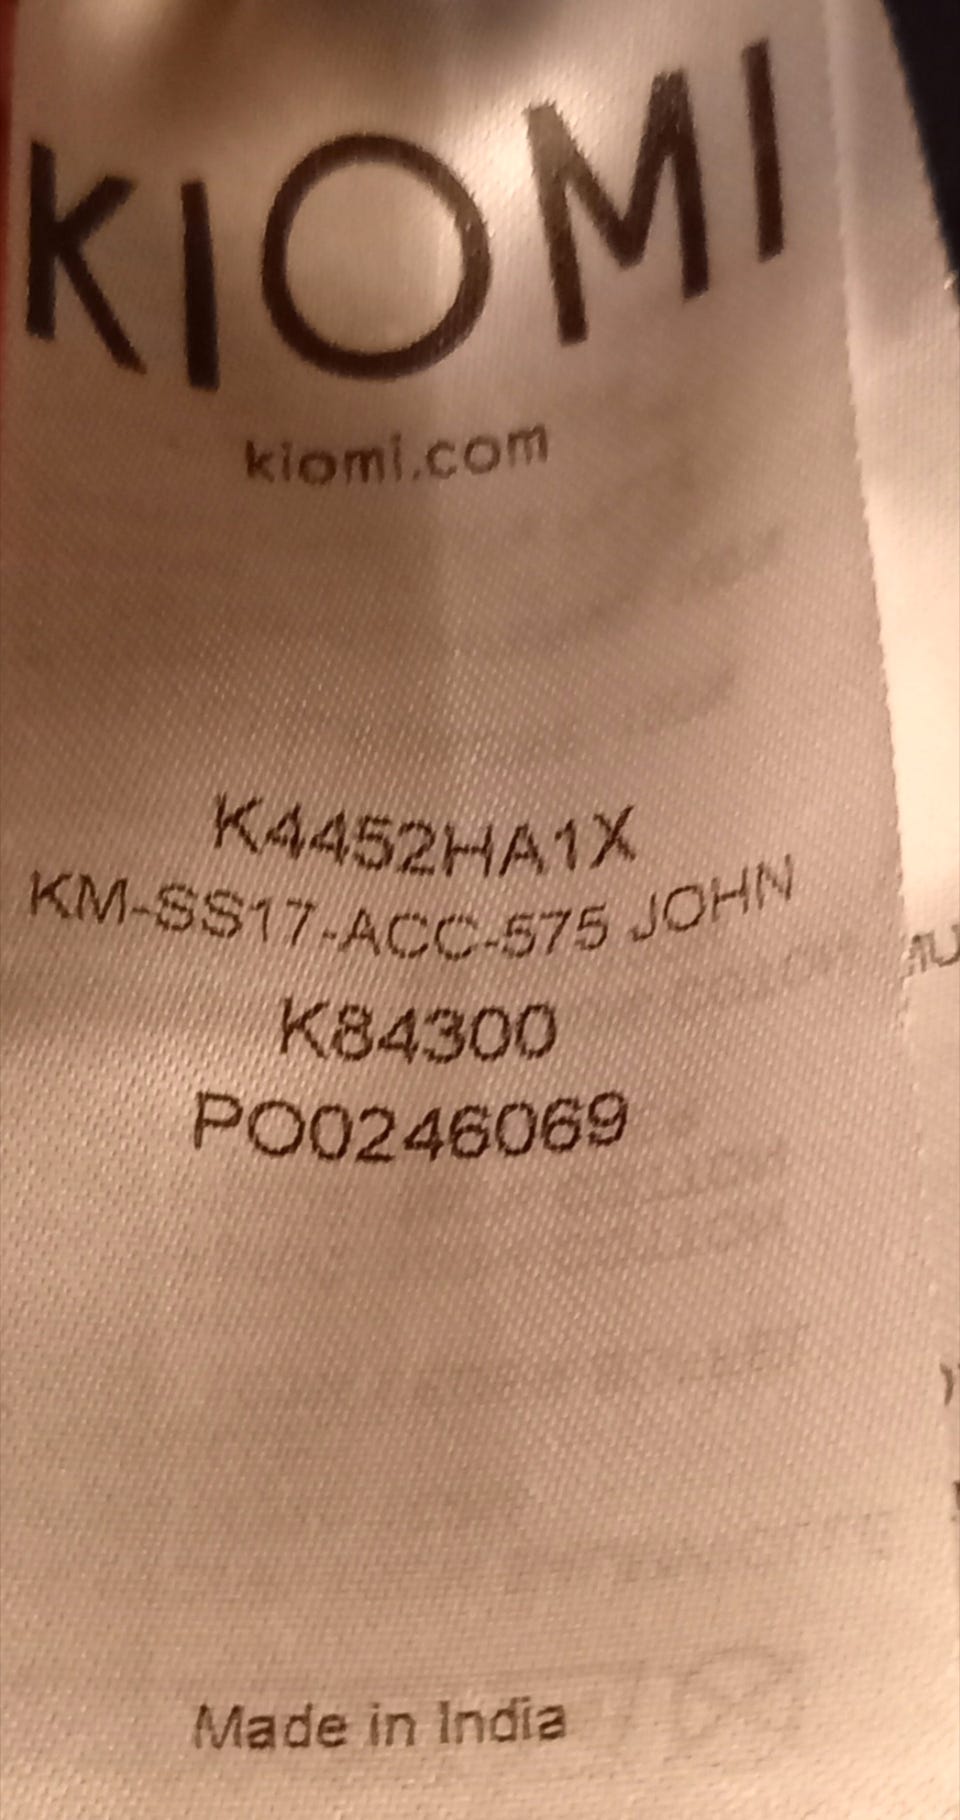 KIOMI
kiomi.com
K4452HA1X
KM-SS17-ACC-575 JOHN
K84300
PO0246069
Made in India